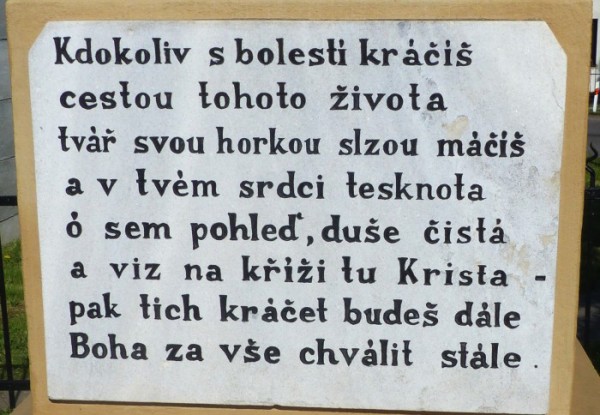 Kdokoliv s bolestí kráčíš
cestou tohoto života
tvář svou horkou slzou máčíš
a v tvém srdci tesknota
ó sem pohleď, duše čistá
a viz na kříži tu Krista -
pak tich kráčet budeš dále
Boha za vše chválit stále .